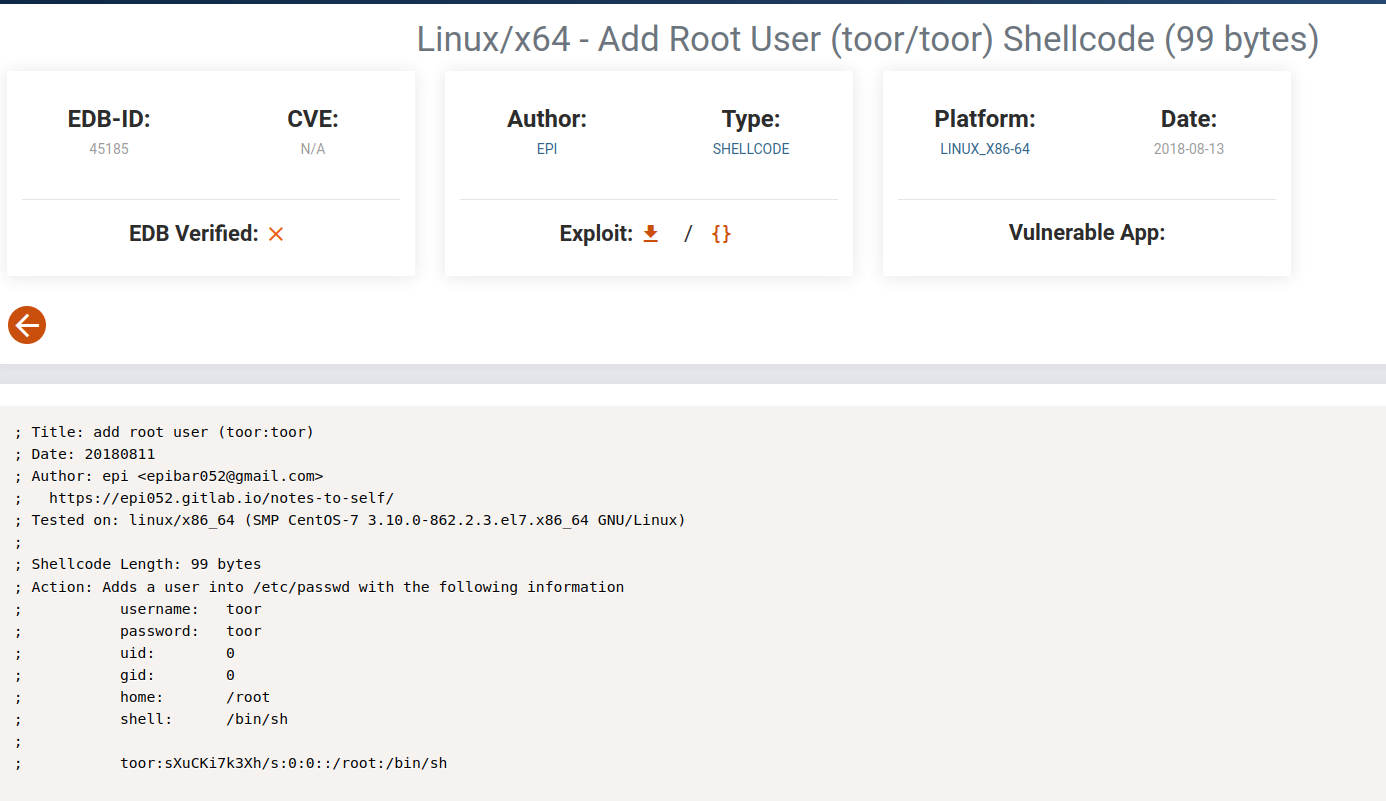 Linux/x64 - Add Root User (toor/toor) Shellcode (99 bytes)
EDB-ID:
45185
CVE:
N/A
EDB Verified: ×
Author:
EPI
Type:
SHELLCODE
Exploit: / {}
Platform:
LINUX_X86-64
Date:
2018-08-13
Vulnerable App:
; Title: add root user (toor:toor)
; Date: 20180811
; Author: epi <epibar052@gmail.com>
;   https://epi052.gitlab.io/notes-to-self/
; Tested on: linux/x86_64 (SMP CentOS-7 3.10.0-862.2.3.el7.x86_64 GNU/Linux)
;
; Shellcode Length: 99 bytes
; Action: Adds a user into /etc/passwd with the following information
;           username:   toor
;           password:   toor
;           uid:        0
;           gid:        0
;           home:       /root
;           shell:      /bin/sh
;
;           toor:sXuCKi7k3Xh/s:0:0::/root:/bin/sh